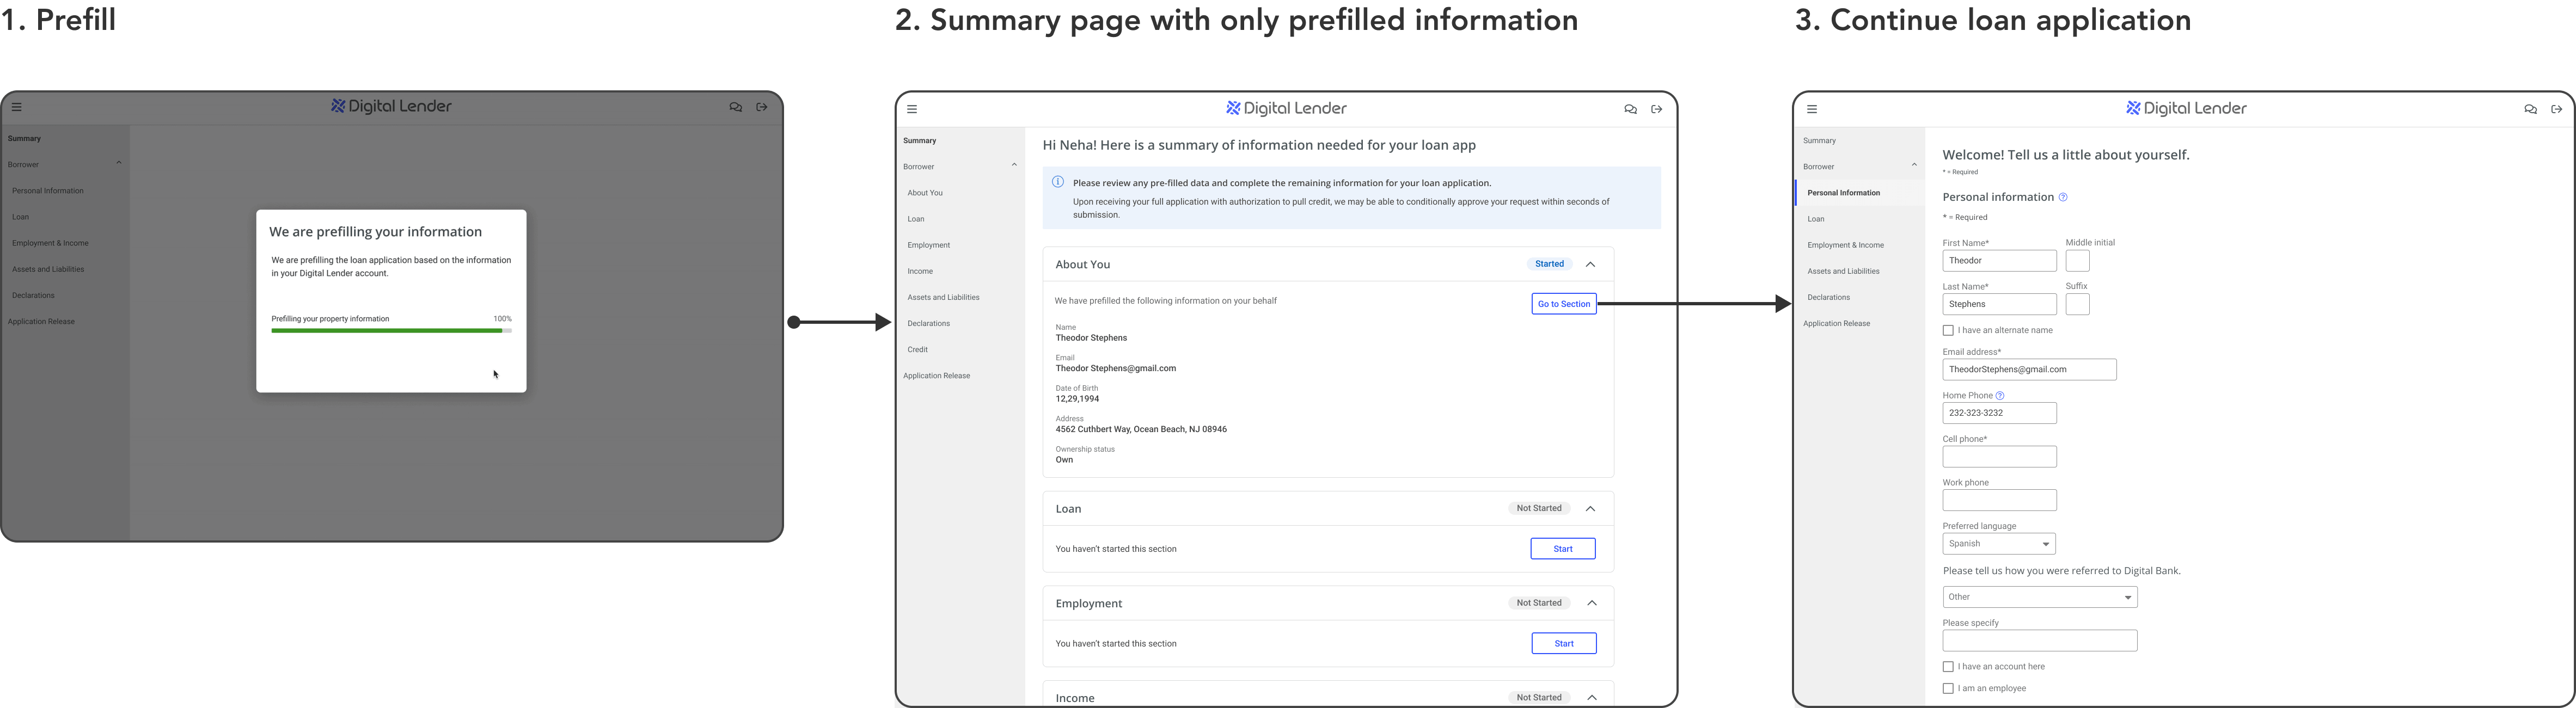 1. Prefill
Digital Lender
Summary
Borrower
Personal Information
Loan
Employment & Income
Assets and Liabilities
Declarations
Application Release
We are prefilling your information
We are prefilling the loan application based on the information
in your Digital Lender account.
Prefilling your property information 100%
2. Summary page with only prefilled information
Digital Lender
Summary
Borrower
About You
Loan
Employment
Income
Assets and Liabilities
Declarations
Credit
Application Release
Hi Neha! Here is a summary of information needed for your loan app
Please review any pre-filled data and complete the remaining information for your loan application.
Upon receiving your full application with authorization to pull credit, we may be able to conditionally approve your request within seconds of
submission.
About You Started
We have prefilled the following information on your behalf Go to Section
Name
Theodor Stephens
Email
Theodor Stephens@gmail.com
Date of Birth
12,29,1994
Address
4562 Cuthbert Way, Ocean Beach, NJ 08946
Ownership status
Own
Loan Not Started
You haven't started this section Start
Employment Not Started
You haven't started this section Start
Income Not Started
3. Continue loan application
Digital Lender
Summary
Borrower
Personal Information
Loan
Employment & Income
Assets and Liabilities
Declarations
Application Release
Welcome! Tell us a little about yourself.
* = Required
Personal information ?
* = Required
First Name* Middle initial
Theodor
Last Name* Suffix
Stephens
I have an alternate name
Email address*
TheodorStephens@gmail.com
Home Phone ?
232-323-3232
Cell phone*
Work phone
Preferred language
Spanish
Please tell us how you were referred to Digital Bank.
Other
Please specify
I have an account here
I am an employee